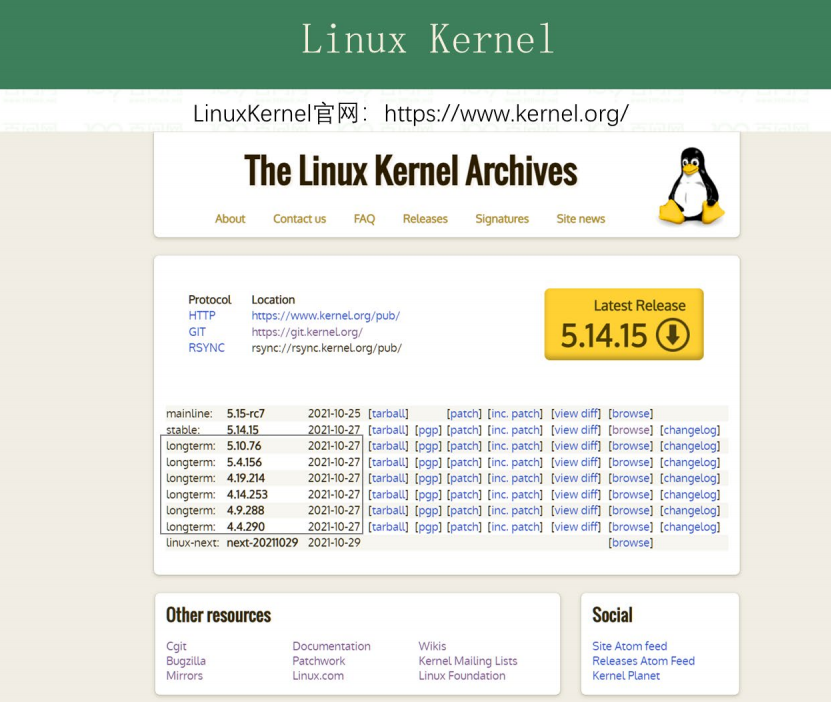 Linux Kernel
LinuxKernel官网：https://www.kernel.org/
The Linux Kernel Archives
About Contact us FAQ Releases Signatures Site news
Protocol Location
HTTP https://www.kernel.org/pub/
GIT https://git.kernel.org/
RSYNC rsync://rsync.kernel.org/pub/
Latest Release
5.14.15
mainline: 5.15-rc7 2021-10-25 [tarball] [patch] [inc. patch] [view diff] [browse]
stable: 5.14.15 2021-10-27 [tarball] [pgp] [patch] [inc. patch] [view diff] [browse] [changelog]
longterm: 5.10.76 2021-10-27 [tarball] [pgp] [patch] [inc. patch] [view diff] [browse] [changelog]
longterm: 5.4.156 2021-10-27 [tarball] [pgp] [patch] [inc. patch] [view diff] [browse] [changelog]
longterm: 4.19.214 2021-10-27 [tarball] [pgp] [patch] [inc. patch] [view diff] [browse] [changelog]
longterm: 4.14.253 2021-10-27 [tarball] [pgp] [patch] [inc. patch] [view diff] [browse] [changelog]
longterm: 4.9.288 2021-10-27 [tarball] [pgp] [patch] [inc. patch] [view diff] [browse] [changelog]
longterm: 4.4.290 2021-10-27 [tarball] [pgp] [patch] [inc. patch] [view diff] [browse] [changelog]
linux-next: next-20211029 2021-10-29 [browse]
Other resources
Cgit Documentation Wikis
Bugzilla Patchwork Kernel Mailing Lists
Mirrors Linux.com Linux Foundation
Social
Site Atom feed
Releases Atom Feed
Kernel Planet